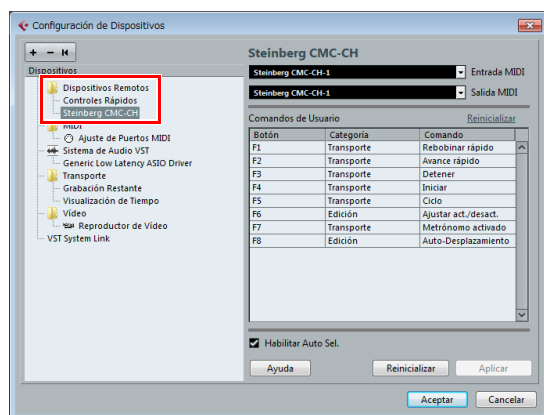 Configuración de Dispositivos
Dispositivos
Dispositivos Remotos
Controles Rápidos
Steinberg CMC-CH
MIDI
Ajuste de Puertos MIDI
Sistema de Audio VST
Generic Low Latency ASIO Driver
Transporte
Grabación Restante
Visualización de Tiempo
Vídeo
Reproductor de Vídeo
VST System Link
Steinberg CMC-CH
Steinberg CMC-CH-1 Entrada MIDI
Steinberg CMC-CH-1 Salida MIDI
Comandos de Usuario Reinicializar
Botón Categoría Comando
F1 Transporte Rebobinar rápido
F2 Transporte Avance rápido
F3 Transporte Detener
F4 Transporte Iniciar
F5 Transporte Ciclo
F6 Edición Ajustar act./desact.
F7 Transporte Metrónomo activado
F8 Edición Auto-Desplazamiento
Habilitar Auto Sel.
Ayuda Reinicializar Aplicar
Aceptar Cancelar